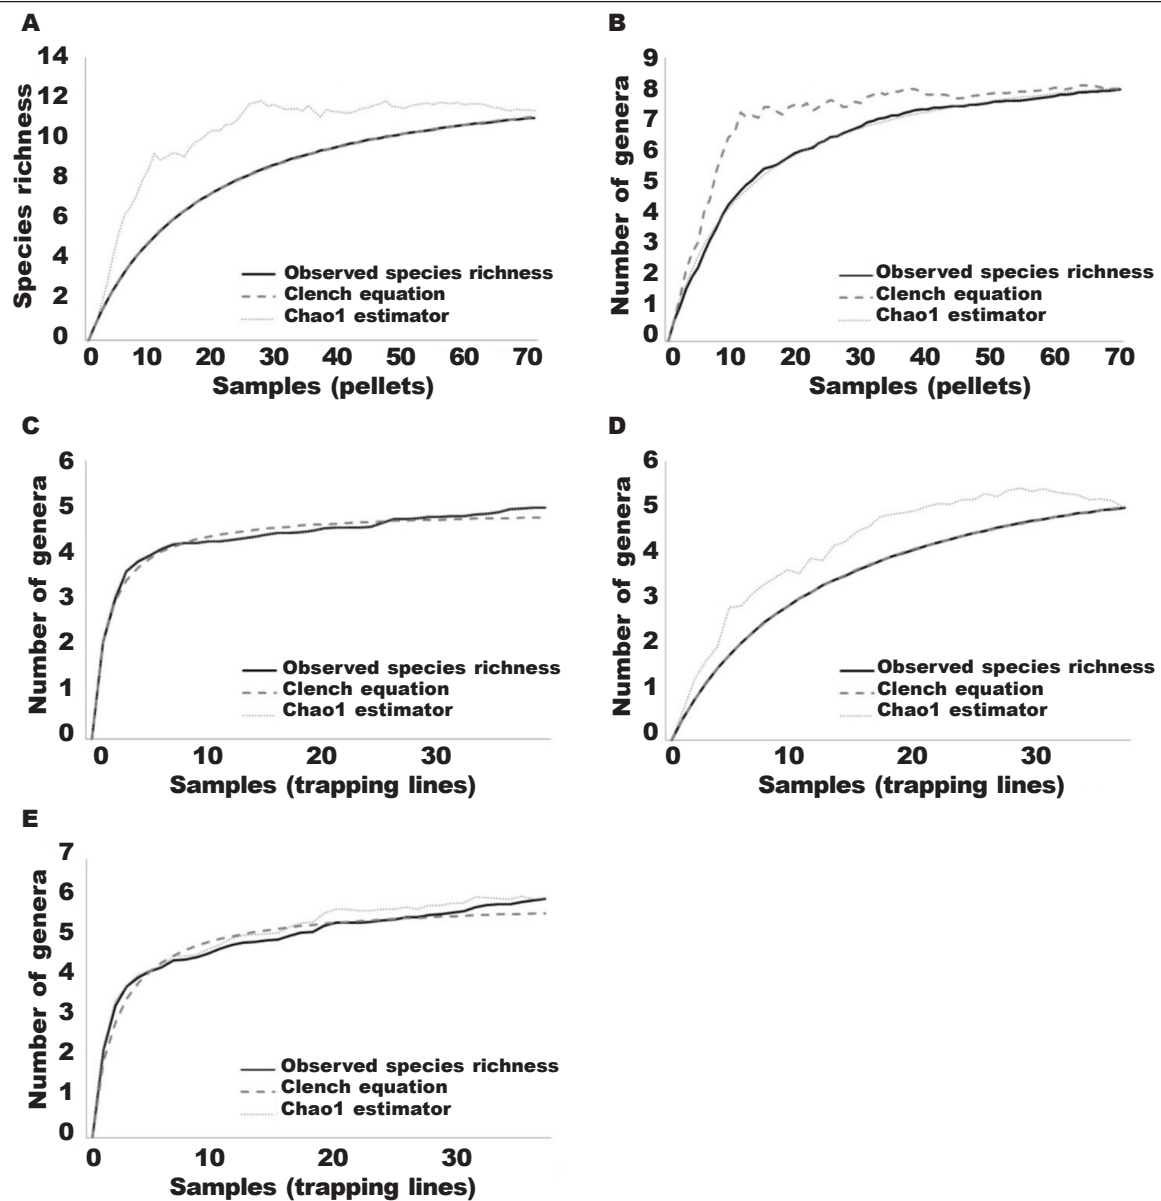 A
Species richness
14
12
10
8
6
4
2
0
Observed species richness
Clench equation
Chao1 estimator
0 10 20 30 40 50 60 70
Samples (pellets)
B
Number of genera
9
8
7
6
5
4
3
2
1
0
Observed species richness
Clench equation
Chao1 estimator
0 10 20 30 40 50 60 70
Samples (pellets)
C
Number of genera
6
5
4
3
2
1
0
Observed species richness
Clench equation
Chao1 estimator
0 10 20 30
Samples (trapping lines)
D
Number of genera
6
5
4
3
2
1
0
Observed species richness
Clench equation
Chao1 estimator
0 10 20 30
Samples (trapping lines)
E
Number of genera
7
6
5
4
3
2
1
0
Observed species richness
Clench equation
Chao1 estimator
0 10 20 30
Samples (trapping lines)